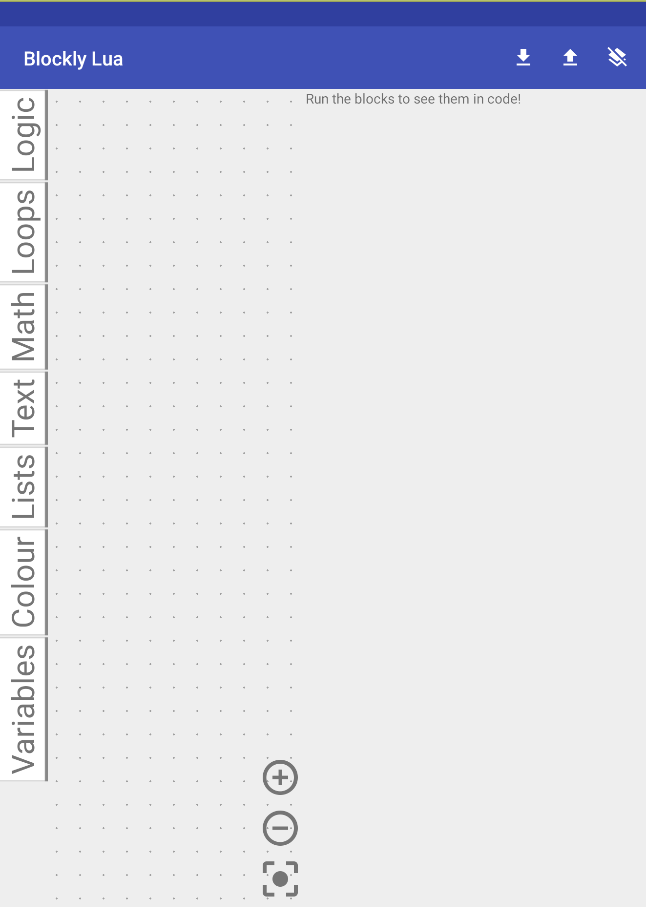 Blockly Lua
Run the blocks to see them in code!
Logic
Loops
Math
Text
Lists
Colour
Variables